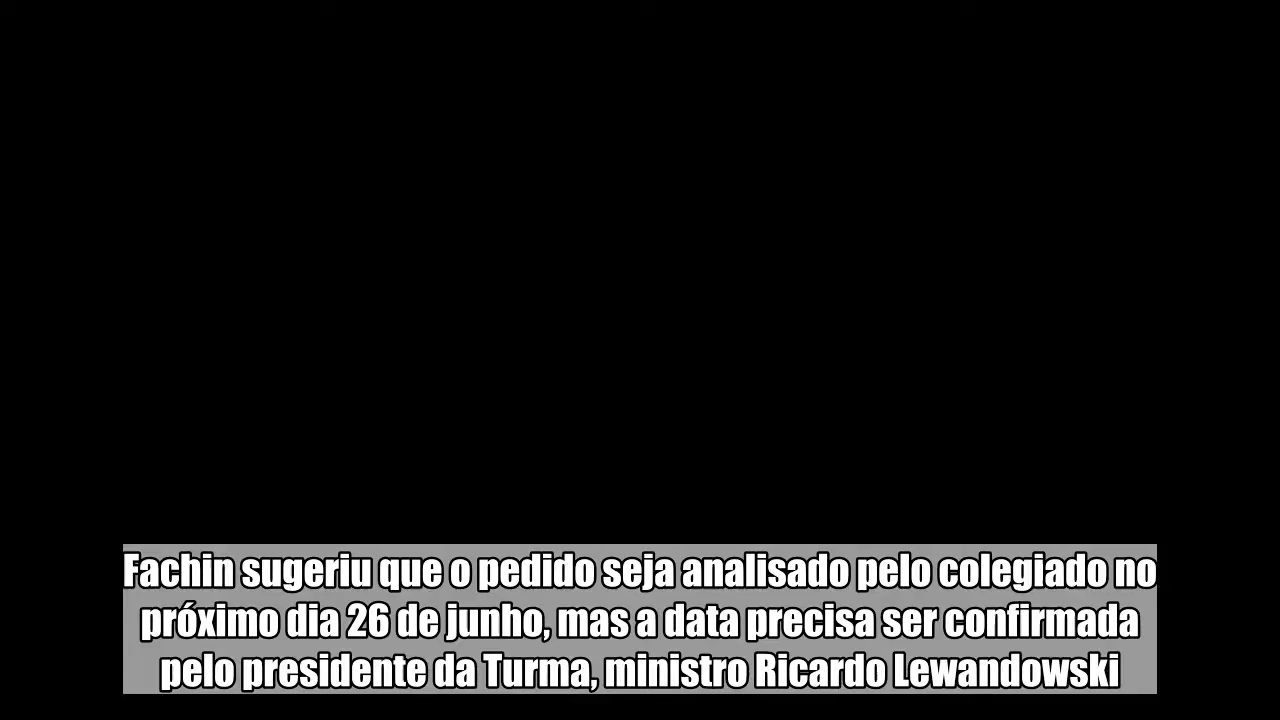 Fachin sugeriu que o pedido seja analisado pelo colegiado no
próximo dia 26 de junho, mas a data precisa ser confirmada
pelo presidente da Turma, ministro Ricardo Lewandowski